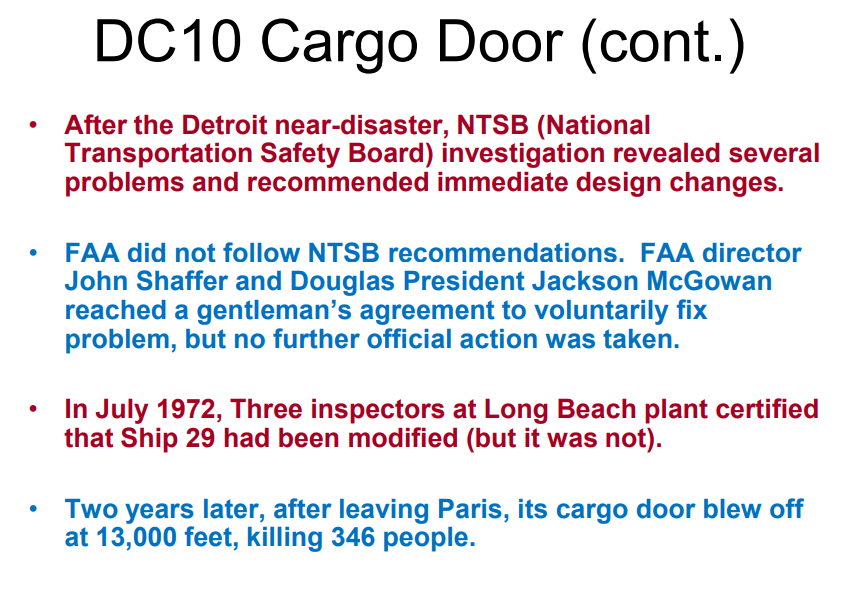 DC10 Cargo Door (cont.)
• After the Detroit near-disaster, NTSB (National
Transportation Safety Board) investigation revealed several
problems and recommended immediate design changes.
• FAA did not follow NTSB recommendations.  FAA director
John Shaffer and Douglas President Jackson McGowan
reached a gentleman’s agreement to voluntarily fix
problem, but no further official action was taken.
• In July 1972, Three inspectors at Long Beach plant certified
that Ship 29 had been modified (but it was not).
• Two years later, after leaving Paris, its cargo door blew off
at 13,000 feet, killing 346 people.